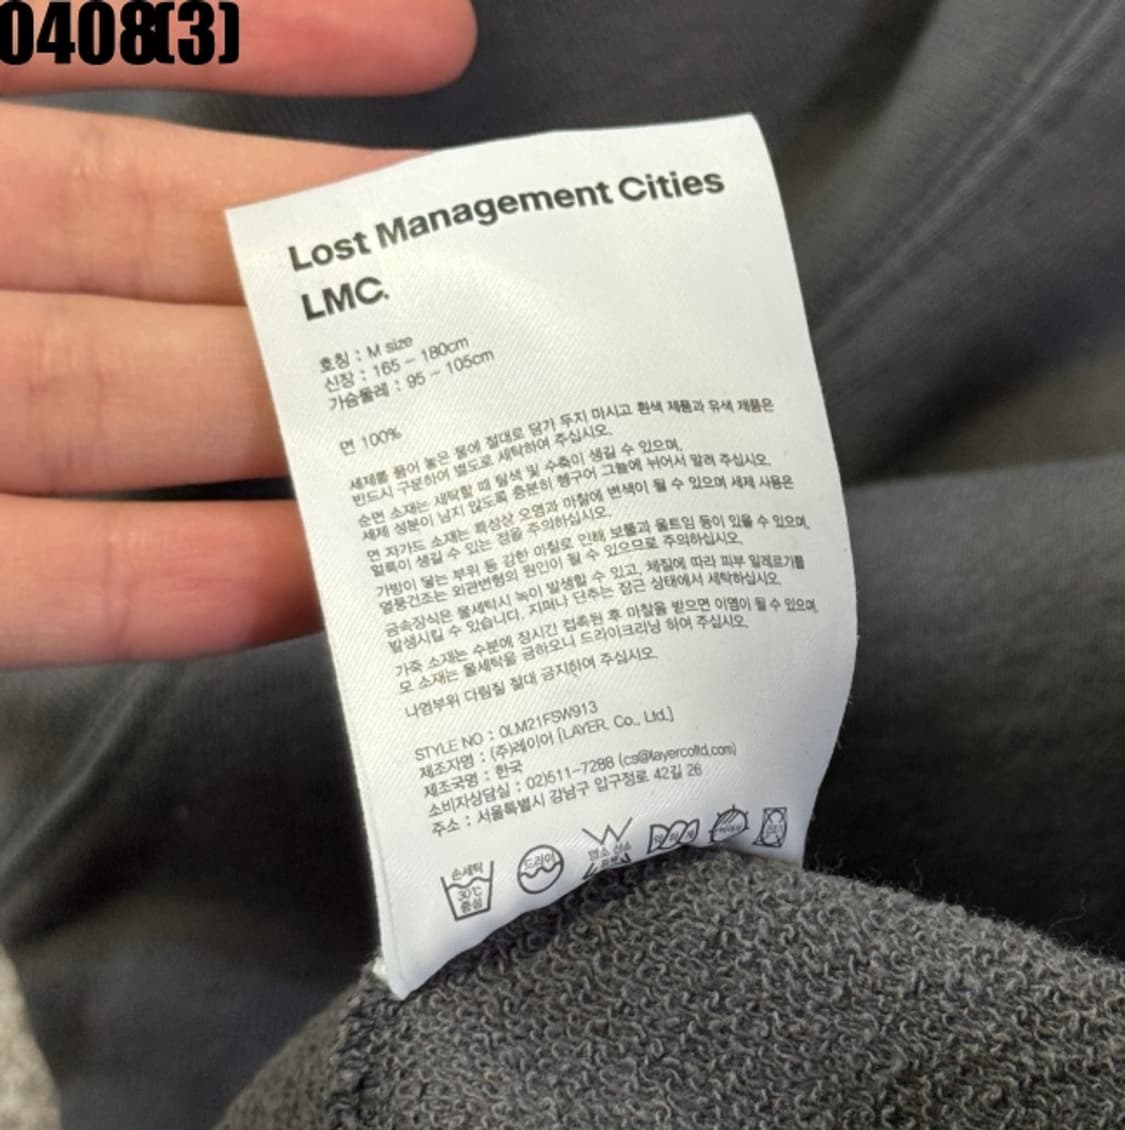 0408(3)
Lost Management Cities
LMC.
호칭 : M size
신장 : 165 - 180cm
가슴둘레 : 95 - 105cm
면 100%
세제를 풀어 놓은 물에 절대로 담가 두지 마시고 흰색 제품과 유색 제품은
반드시 구분하여 별도로 세탁하여 주십시오.
순면 소재는 세탁할 때 탈색 및 수축이 생길 수 있으며,
세제 성분이 남지 않도록 충분히 헹구어 그늘에 뉘어서 말려 주십시오.
면 자가드 소재는 특성상 오염과 마찰에 변색이 될 수 있으며 세제 사용은
얼룩이 생길 수 있는 점을 주의하십시오.
가방이 닿는 부위 등 강한 마찰로 인해 보풀과 올트임 등이 있을 수 있으며,
열풍건조는 외관변형의 원인이 될 수 있으므로 주의하십시오.
금속장식은 물세탁시 녹이 발생할 수 있고, 체질에 따라 피부 알레르기를
발생시킬 수 있습니다. 지퍼나 단추는 잠근 상태에서 세탁하십시오.
가죽 소재는 수분에 장시간 접촉된 후 마찰을 받으면 이염이 될 수 있으며,
모 소재는 물세탁을 금하오니 드라이크리닝 하여 주십시오.
나염부위 다림질 절대 금지하여 주십시오.
STYLE NO : 0LM21FSW913
제조자명 : (주)레이어 [LAYER. Co., Ltd.]
제조국명 : 한국
소비자상담실 : 02)511-7288 (cs@layercoltd.com)
주소 : 서울특별시 강남구 압구정로 42길 26
손세탁
30℃
중성
드라이
염소 산소
표백